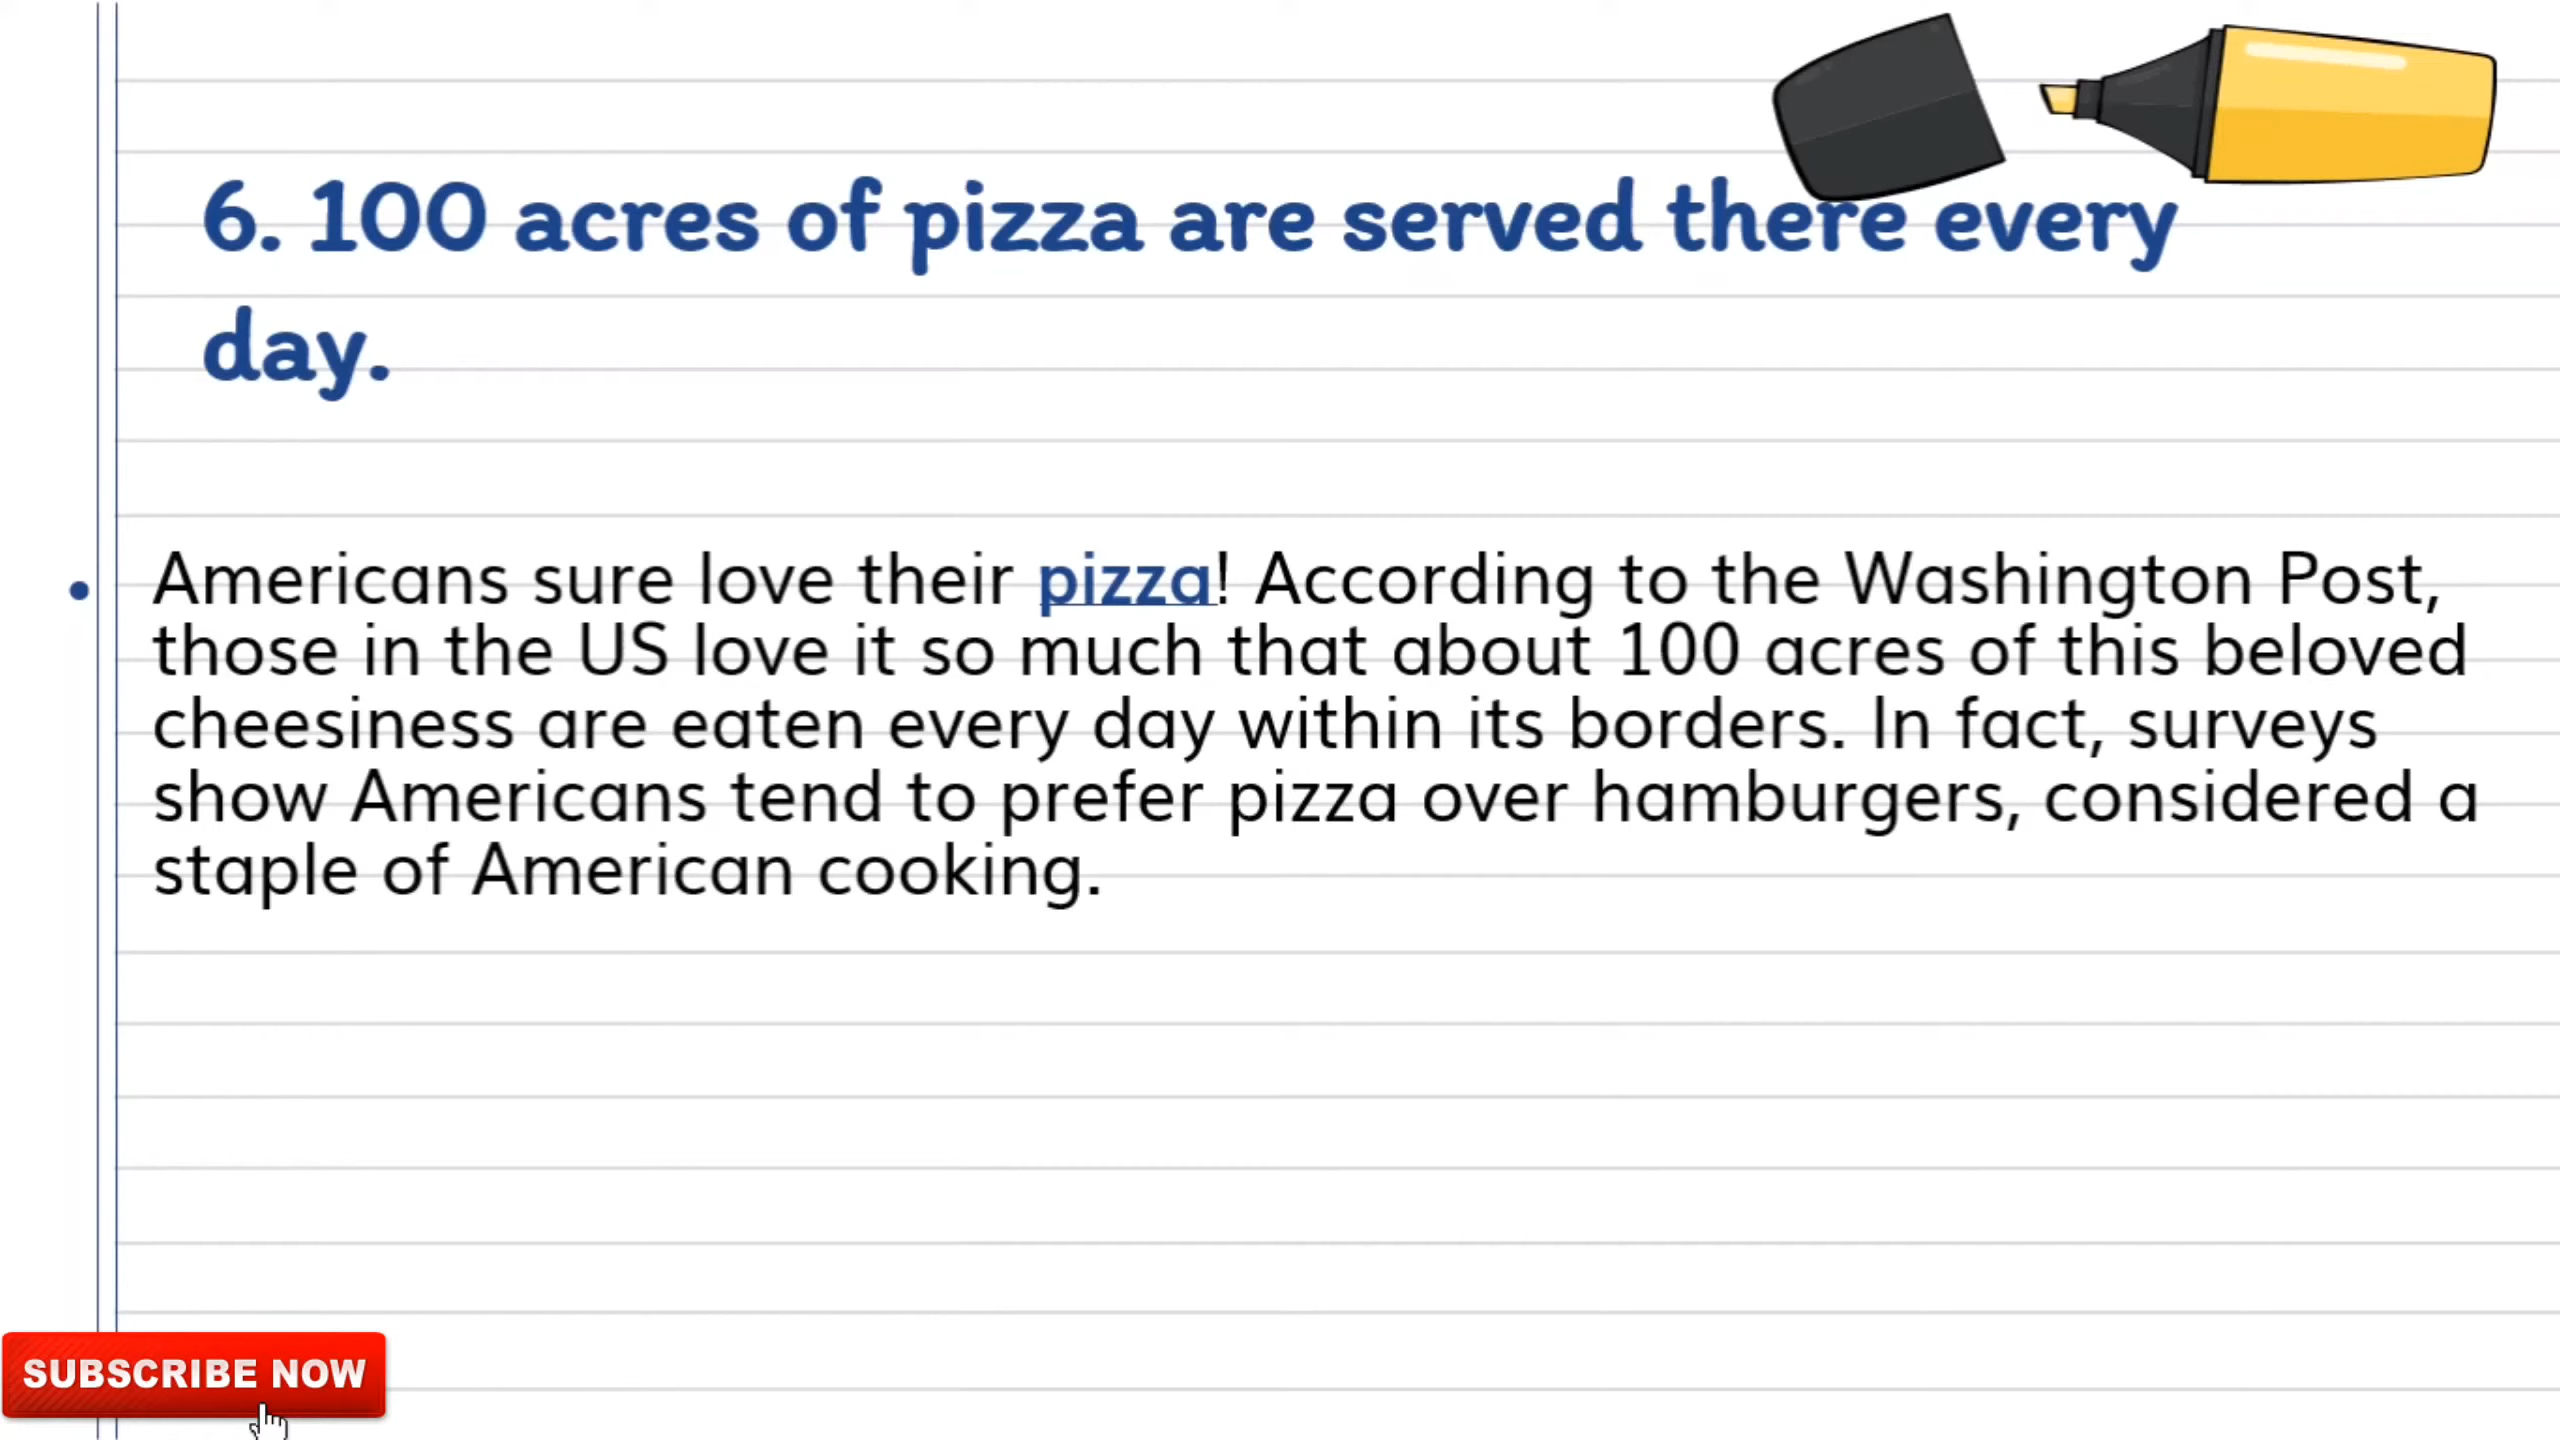 6. 100 acres of pizza are served there every
day.
• Americans sure love their pizza! According to the Washington Post,
those in the US love it so much that about 100 acres of this beloved
cheesiness are eaten every day within its borders. In fact, surveys
show Americans tend to prefer pizza over hamburgers, considered a
staple of American cooking.
SUBSCRIBE NOW